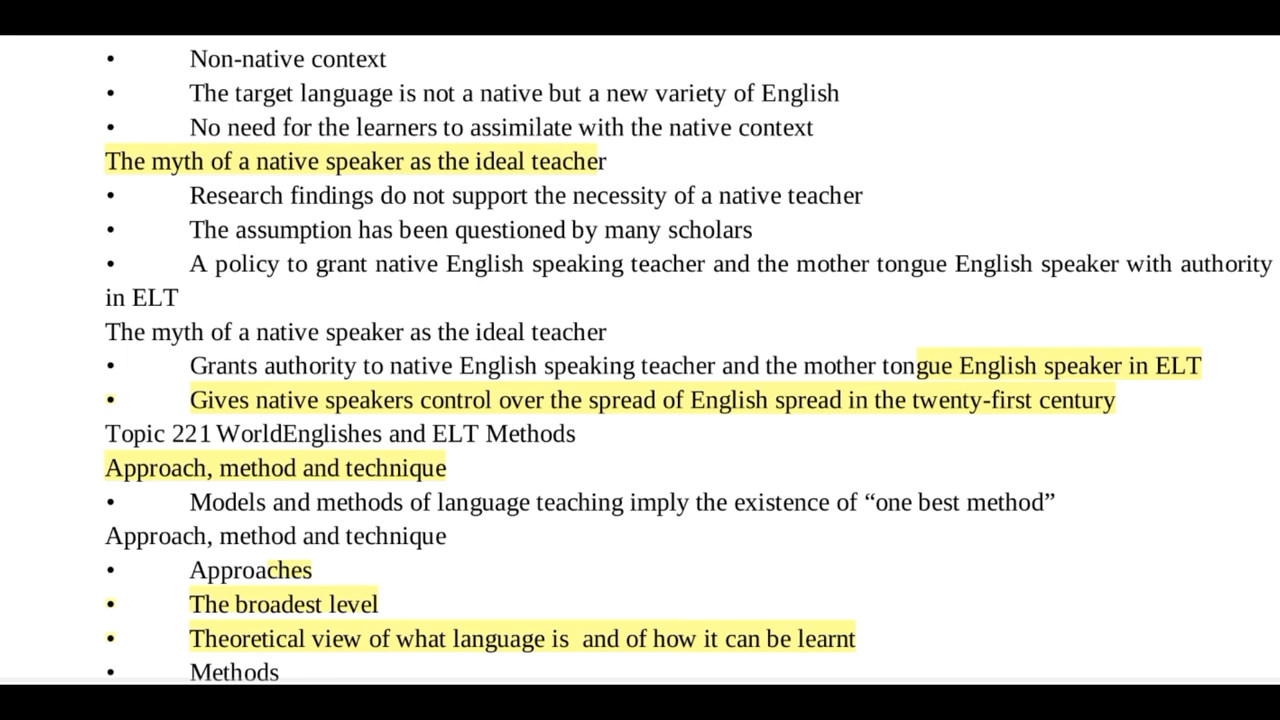 • Non-native context
• The target language is not a native but a new variety of English
• No need for the learners to assimilate with the native context
The myth of a native speaker as the ideal teacher
• Research findings do not support the necessity of a native teacher
• The assumption has been questioned by many scholars
• A policy to grant native English speaking teacher and the mother tongue English speaker with authority
in ELT
The myth of a native speaker as the ideal teacher
• Grants authority to native English speaking teacher and the mother tongue English speaker in ELT
• Gives native speakers control over the spread of English spread in the twenty-first century
Topic 221 WorldEnglishes and ELT Methods
Approach, method and technique
• Models and methods of language teaching imply the existence of “one best method”
Approach, method and technique
• Approaches
• The broadest level
• Theoretical view of what language is  and of how it can be learnt
• Methods